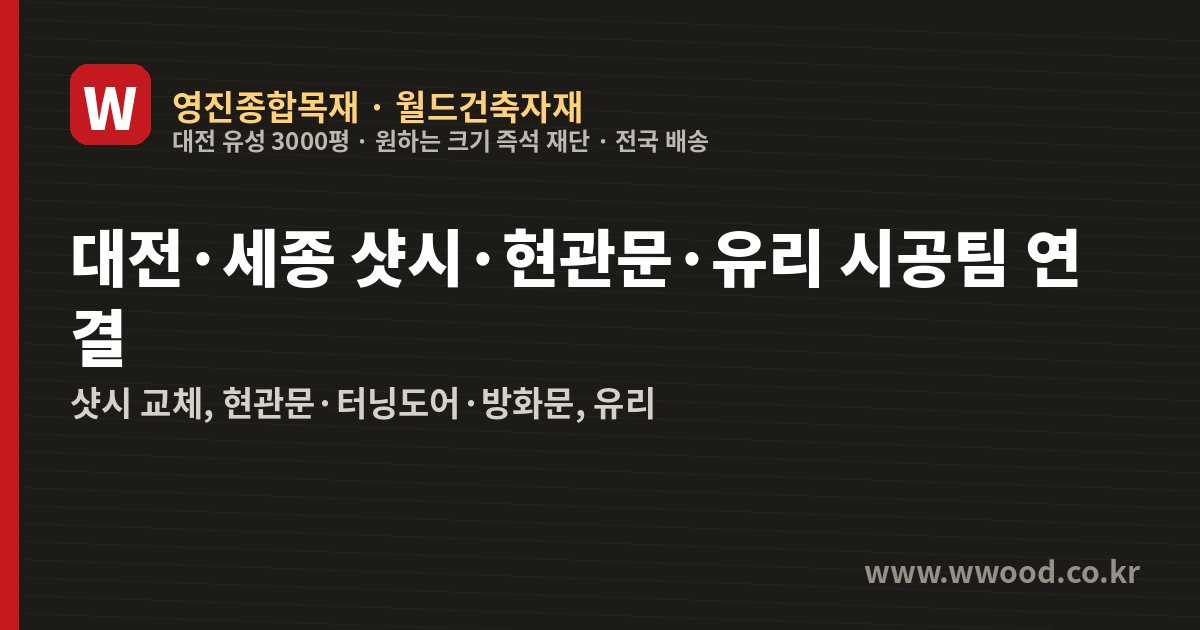 W
영진종합목재 · 월드건축자재
대전 유성 3000평 · 원하는 크기 즉석 재단 · 전국 배송
대전·세종 샷시·현관문·유리 시공팀 연
결
샷시 교체, 현관문·터닝도어·방화문, 유리
www.wwood.co.kr